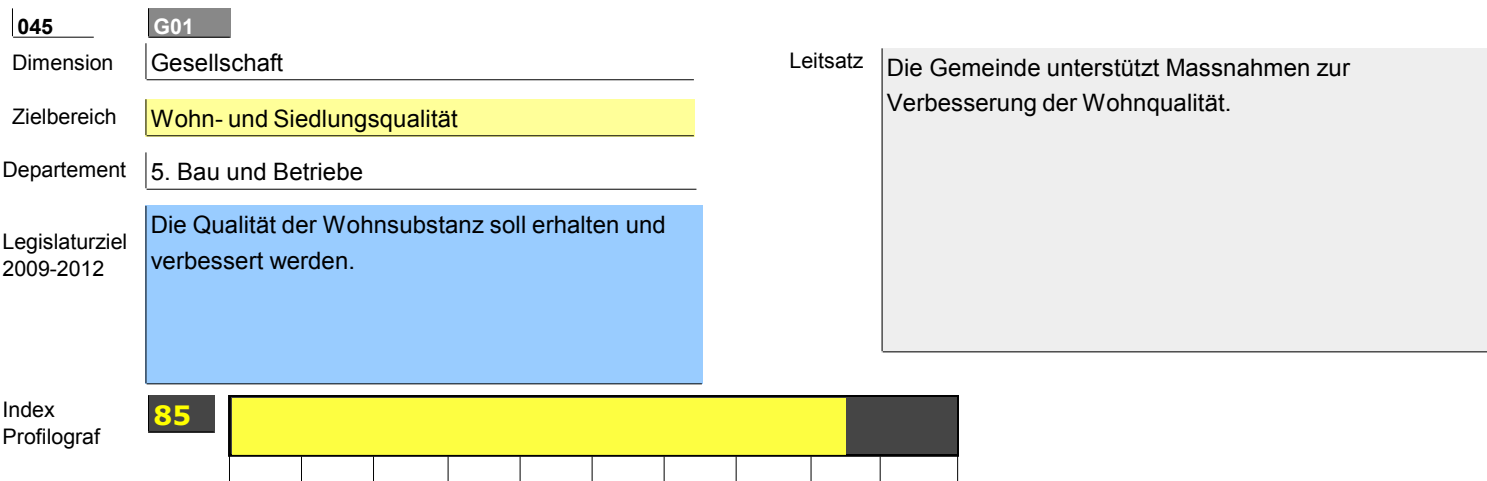 045 G01
Dimension Gesellschaft
Zielbereich Wohn- und Siedlungsqualität
Departement 5. Bau und Betriebe
Legislaturziel
2009-2012
Die Qualität der Wohnsubstanz soll erhalten und
verbessert werden.
Leitsatz
Die Gemeinde unterstützt Massnahmen zur
Verbesserung der Wohnqualität.
Index
Profilograf
85